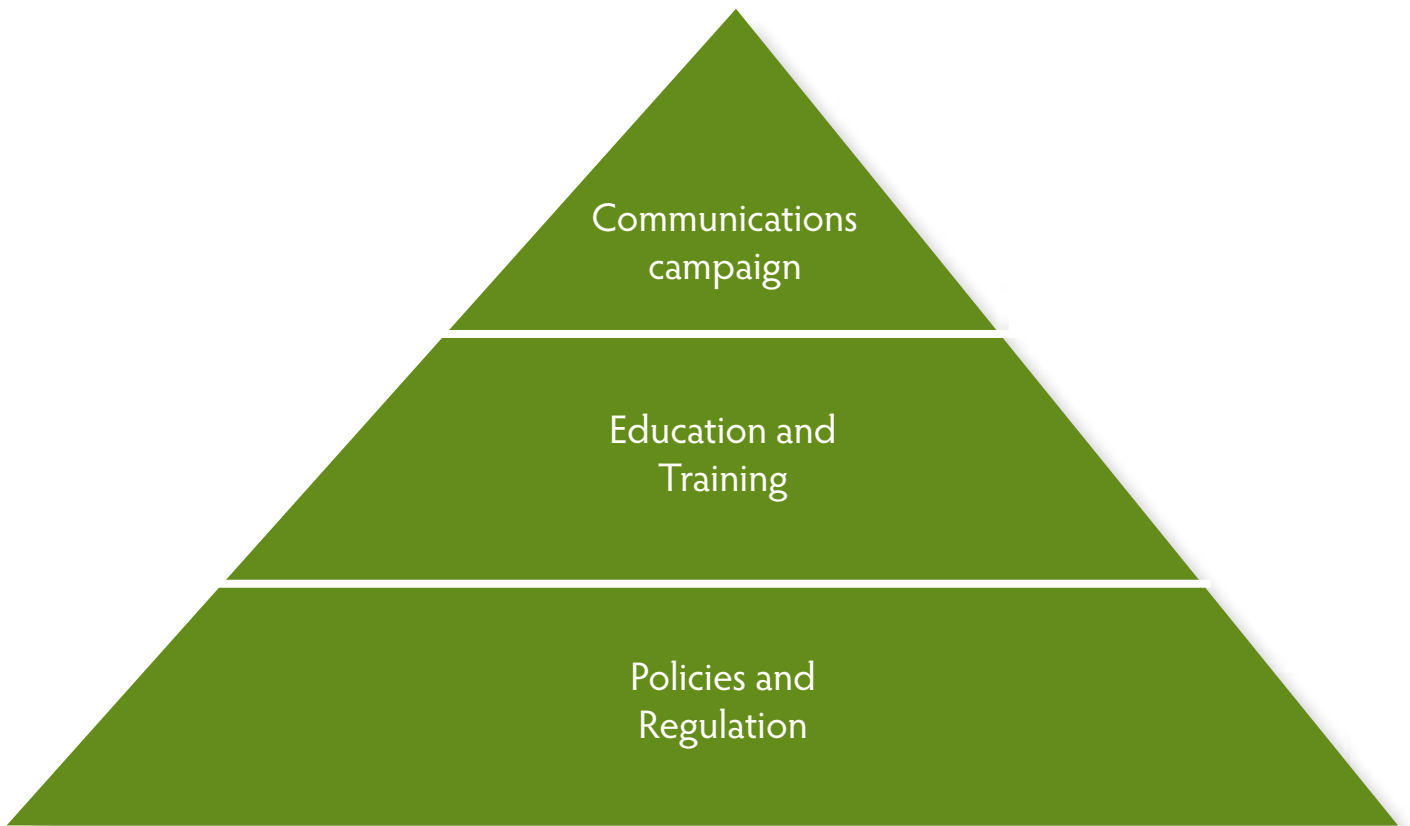 Communications
campaign
Education and
Training
Policies and
Regulation